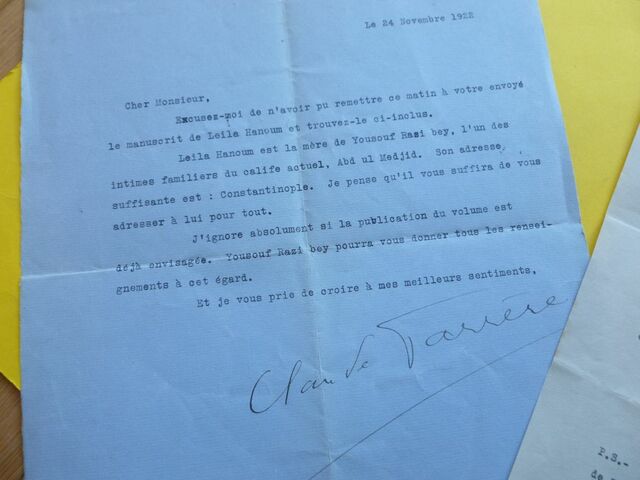 Le 24 Novembre 1922
Cher Monsieur,
Excusez-moi de n'avoir pu remettre ce matin à votre envoyé
le manuscrit de Leila Hanoum et trouvez-le ci-inclus.
Leila Hanoum est la mère de Yousouf Razi bey, l'un des
intimes familiers du calife actuel, Abd ul Medjid. Son adresse
suffisante est : Constantinople. Je pense qu'il vous suffira de vous
adresser à lui pour tout.
J'ignore absolument si la publication du volume est
déjà envisagée. Yousouf Razi bey pourra vous donner tous les rensei-
gnements à cet égard.
Et je vous prie de croire à mes meilleurs sentiments,
Claude Farrère
P.S.-
de